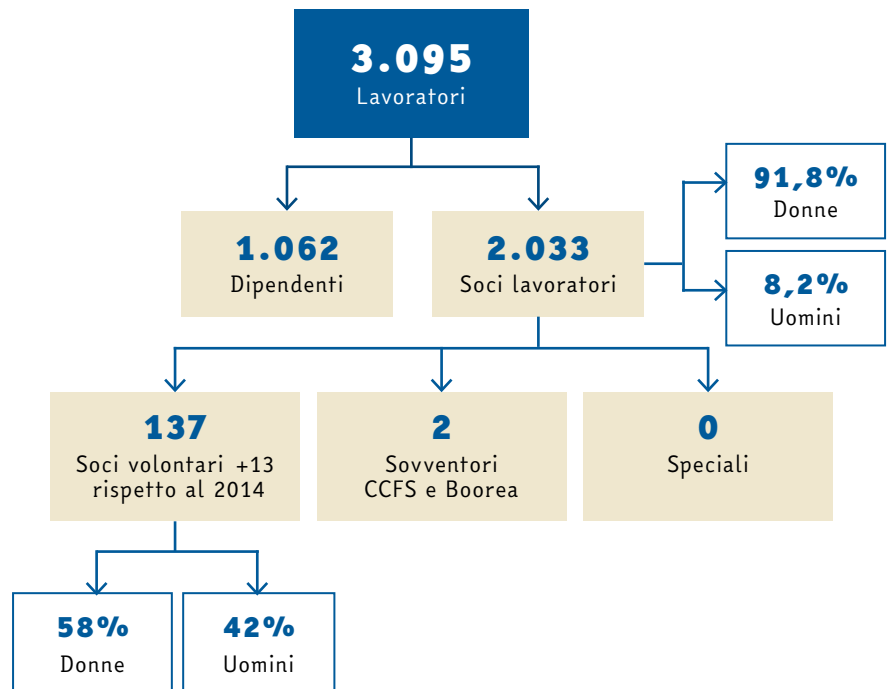 3.095
Lavoratori
1.062
Dipendenti
2.033
Soci lavoratori
91,8%
Donne
8,2%
Uomini
137
Soci volontari +13
rispetto al 2014
2
Sovventori
CCFS e Boorea
0
Speciali
58%
Donne
42%
Uomini